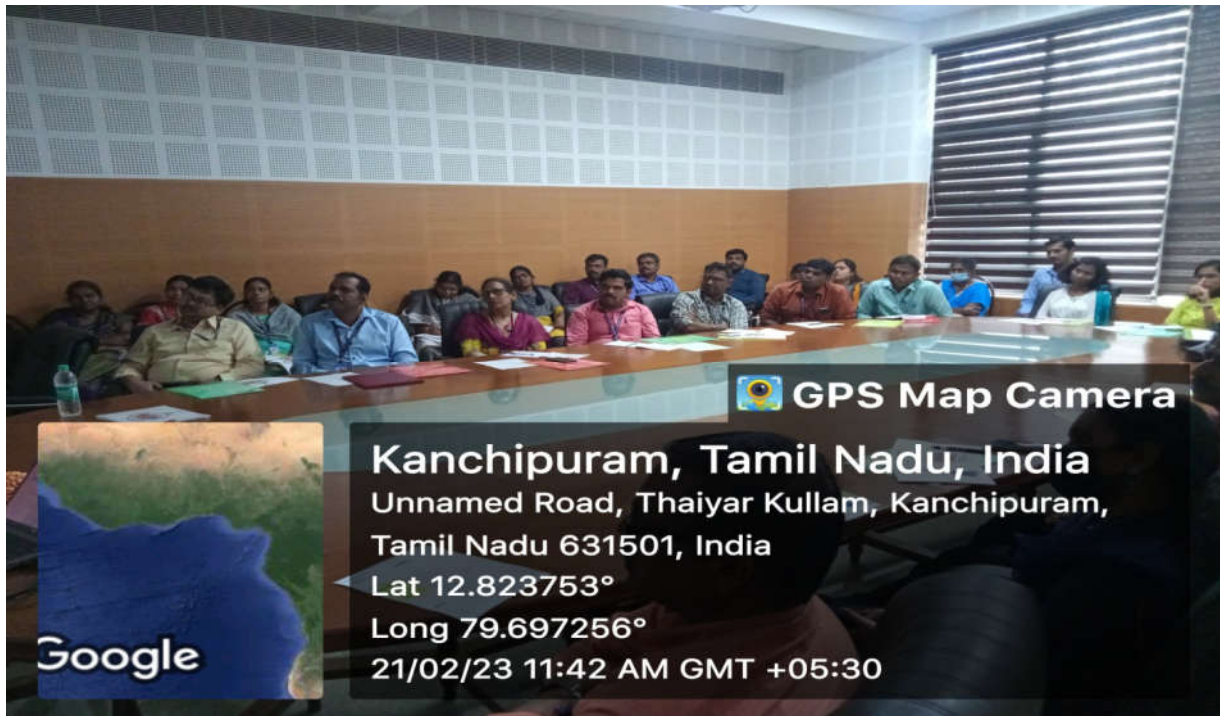 GPS Map Camera
Kanchipuram, Tamil Nadu, India
Unnamed Road, Thaiyar Kullam, Kanchipuram,
Tamil Nadu 631501, India
Lat 12.823753°
Long 79.697256°
21/02/23 11:42 AM GMT +05:30
Google